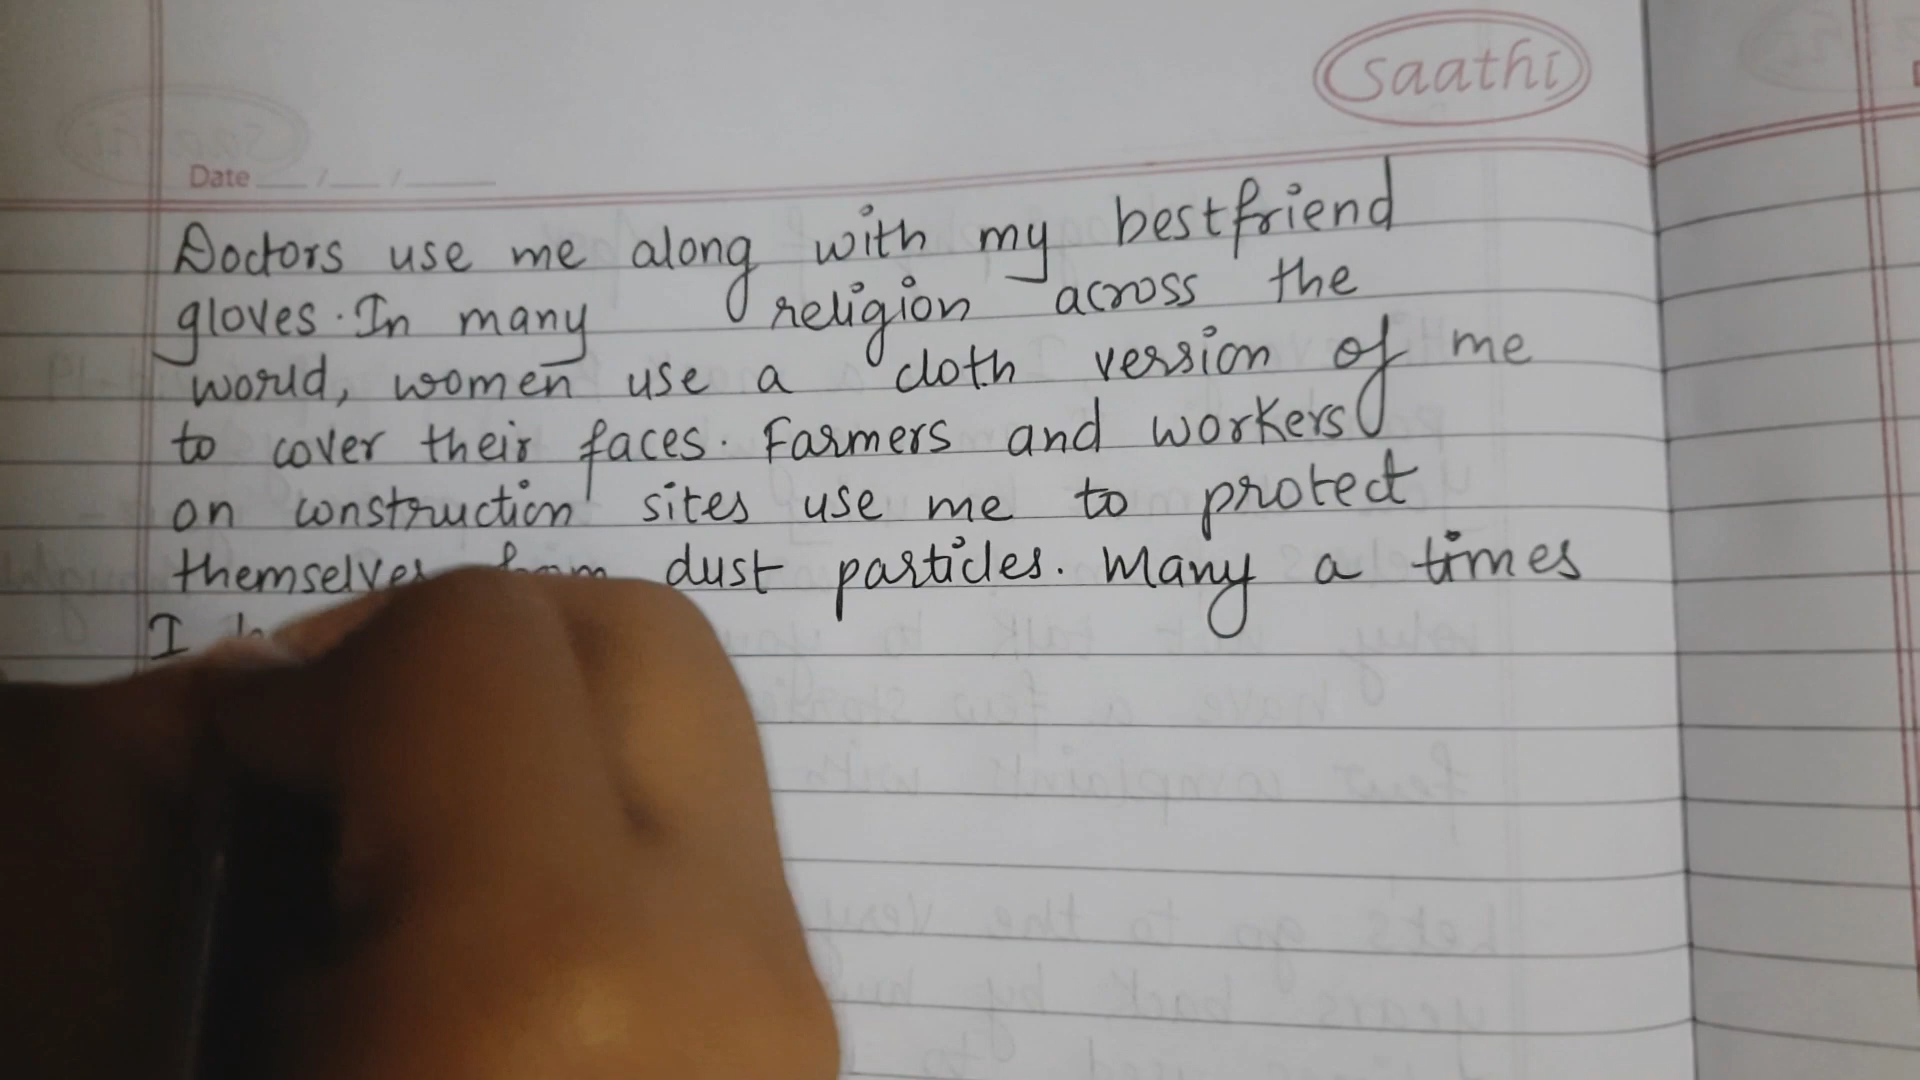 saathi
Date
Doctors use me along with my bestfriend
gloves. In many religion across the
world, women use a cloth version of me
to cover their faces. Farmers and workers
on construction sites use me to protect
themselves from dust particles. Many a times
I